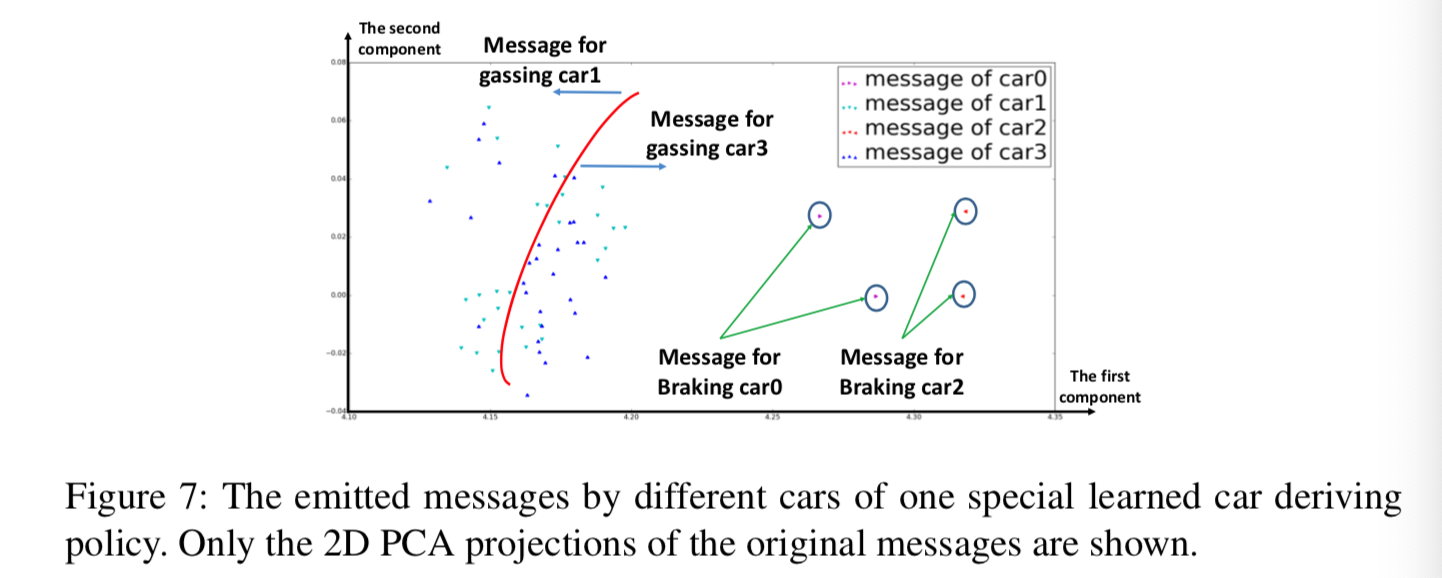 The second
component
Message for
gassing car1
0.08
0.06
0.04
0.02
0.00
−0.02
−0.04
Message for
gassing car3
... message of car0
... message of car1
... message of car2
... message of car3
Message for
Braking car0
Message for
Braking car2
The first
component
4.10 4.15 4.20 4.25 4.30 4.35
Figure 7: The emitted messages by different cars of one special learned car deriving
policy. Only the 2D PCA projections of the original messages are shown.